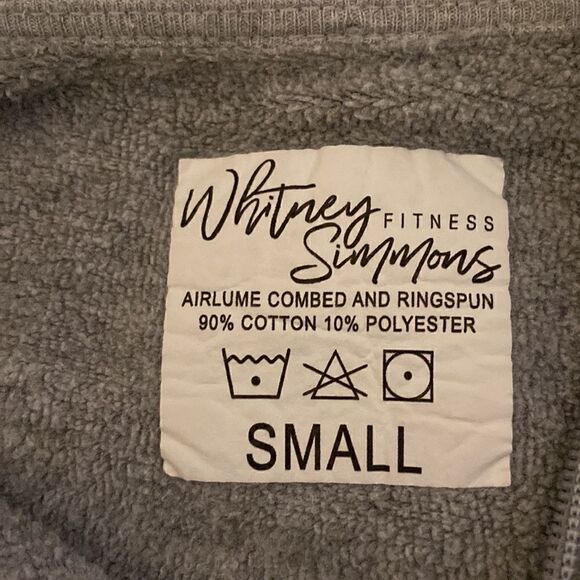 Whitney FITNESS
Simmons
AIRLUME COMBED AND RINGSPUN
90% COTTON 10% POLYESTER
SMALL